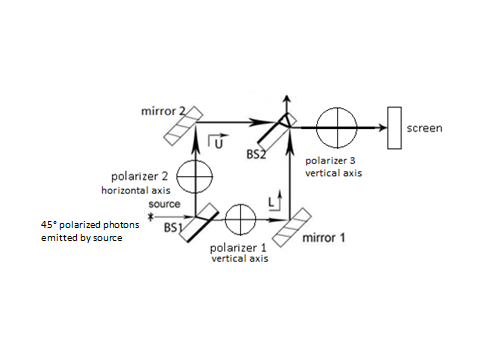 mirror 2
U
BS2
screen
polarizer 3
vertical axis
polarizer 2
horizontal axis
source
L
45° polarized photons
emitted by source
BS1
mirror 1
polarizer 1
vertical axis